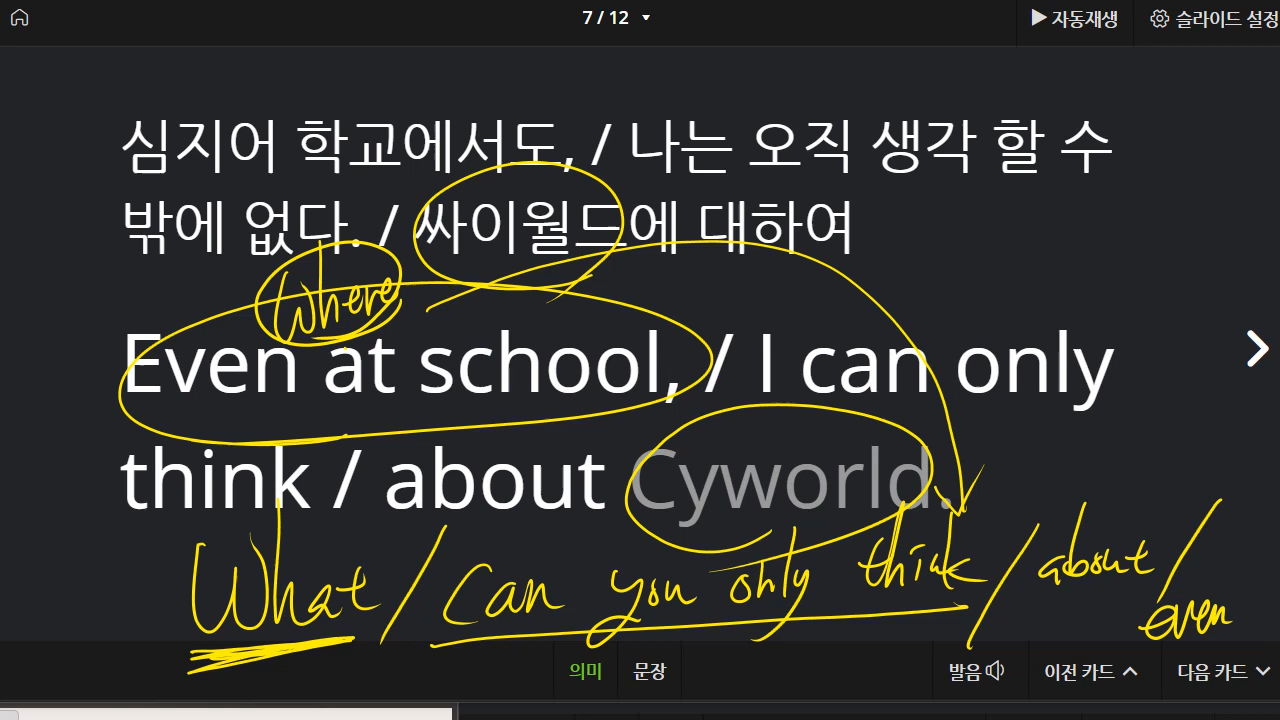 7 / 12
자동재생
슬라이드 설정
심지어 학교에서도, / 나는 오직 생각 할 수
밖에 없다. / 싸이월드에 대하여
Where
Even at school, / I can only
think / about Cyworld.
What / Can you only think / about /
even
의미
문장
발음
이전 카드
다음 카드